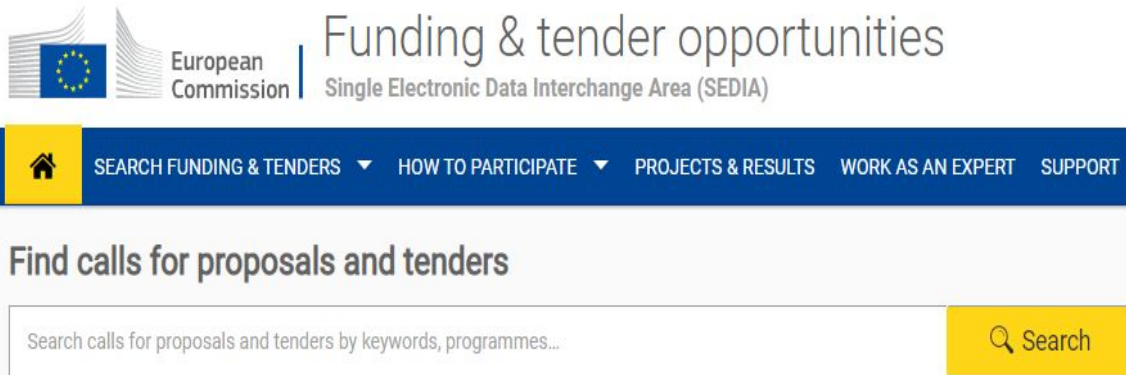 European
Commission
Funding & tender opportunities
Single Electronic Data Interchange Area (SEDIA)
SEARCH FUNDING & TENDERS HOW TO PARTICIPATE PROJECTS & RESULTS WORK AS AN EXPERT SUPPORT
Find calls for proposals and tenders
Search calls for proposals and tenders by keywords, programmes... Search